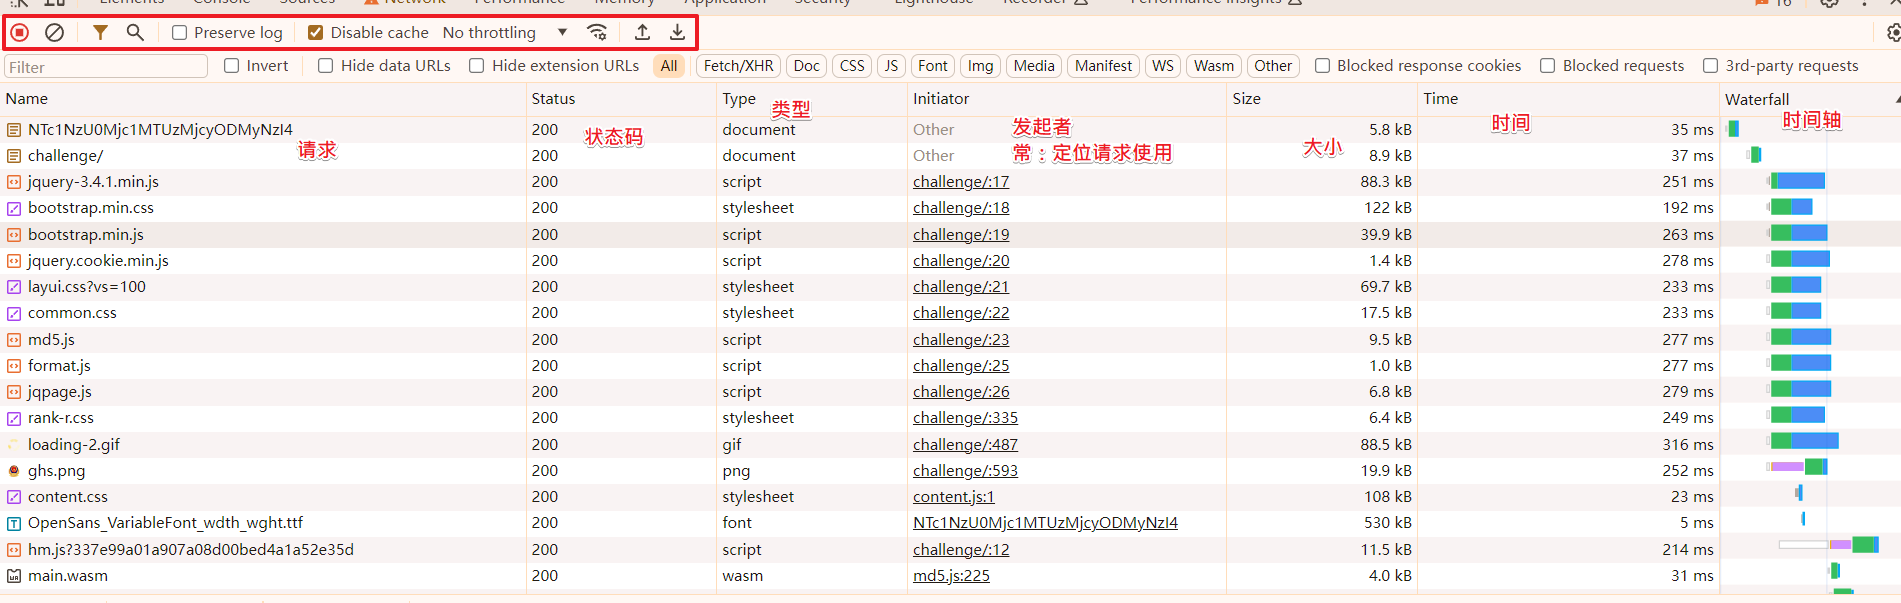 Elements Console Sources Network Performance Memory Application Security Lighthouse Recorder Performance insights 16
Preserve log Disable cache No throttling
Filter Invert Hide data URLs Hide extension URLs All Fetch/XHR Doc CSS JS Font Img Media Manifest WS Wasm Other Blocked response cookies Blocked requests 3rd-party requests
Name Status Type Initiator Size Time Waterfall
类型
NTc1NzU0Mjc1MTUzMjcyODMyNzI4 200 document Other 5.8 kB 35 ms
请求 状态码 发起者 大小 时间 时间轴
常：定位请求使用
challenge/ 200 document Other 8.9 kB 37 ms
jquery-3.4.1.min.js 200 script challenge/:17 88.3 kB 251 ms
bootstrap.min.css 200 stylesheet challenge/:18 122 kB 192 ms
bootstrap.min.js 200 script challenge/:19 39.9 kB 263 ms
jquery.cookie.min.js 200 script challenge/:20 1.4 kB 278 ms
layui.css?vs=100 200 stylesheet challenge/:21 69.7 kB 233 ms
common.css 200 stylesheet challenge/:22 17.5 kB 233 ms
md5.js 200 script challenge/:23 9.5 kB 277 ms
format.js 200 script challenge/:25 1.0 kB 277 ms
jqpage.js 200 script challenge/:26 6.8 kB 279 ms
rank-r.css 200 stylesheet challenge/:335 6.4 kB 249 ms
loading-2.gif 200 gif challenge/:487 88.5 kB 316 ms
ghs.png 200 png challenge/:593 19.9 kB 252 ms
content.css 200 stylesheet content.js:1 108 kB 23 ms
OpenSans_VariableFont_wdth_wght.ttf 200 font NTc1NzU0Mjc1MTUzMjcyODMyNzI4 530 kB 5 ms
hm.js?337e99a01a907a08d00bed4a1a52e35d 200 script challenge/:12 11.5 kB 214 ms
main.wasm 200 wasm md5.js:225 4.0 kB 31 ms